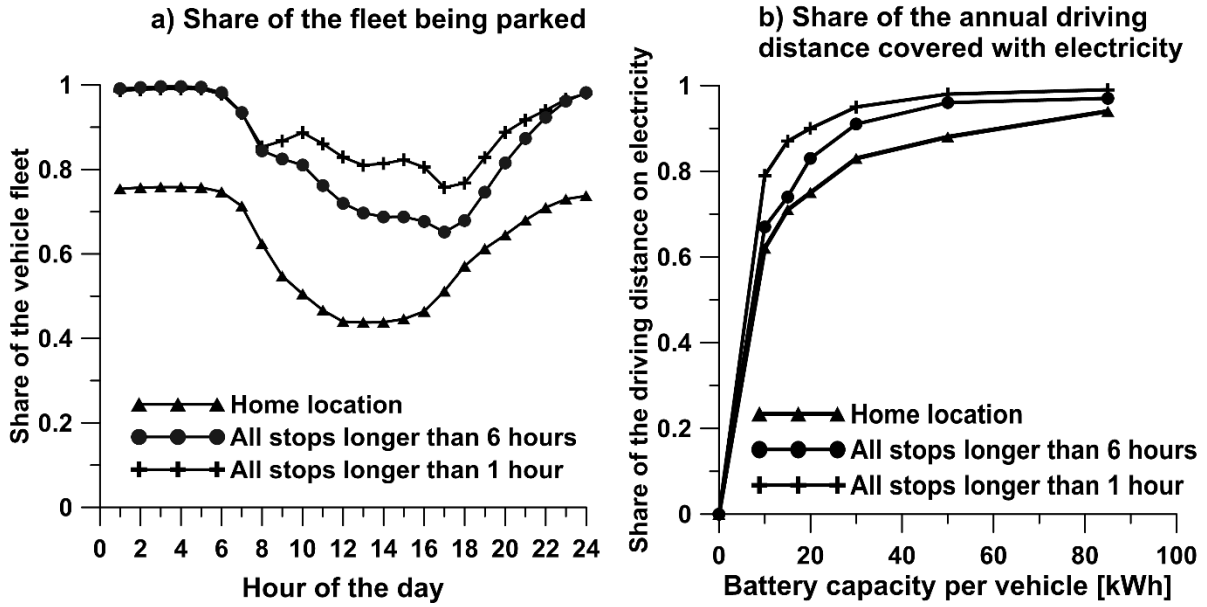 a) Share of the fleet being parked
Share of the vehicle fleet
1
0.8
0.6
0.4
0.2
0
Home location
All stops longer than 6 hours
All stops longer than 1 hour
0 2 4 6 8 10 12 14 16 18 20 22 24
Hour of the day
b) Share of the annual driving
distance covered with electricity
Share of the driving distance on electricity
1
0.8
0.6
0.4
0.2
0
Home location
All stops longer than 6 hours
All stops longer than 1 hour
0 20 40 60 80 100
Battery capacity per vehicle [kWh]